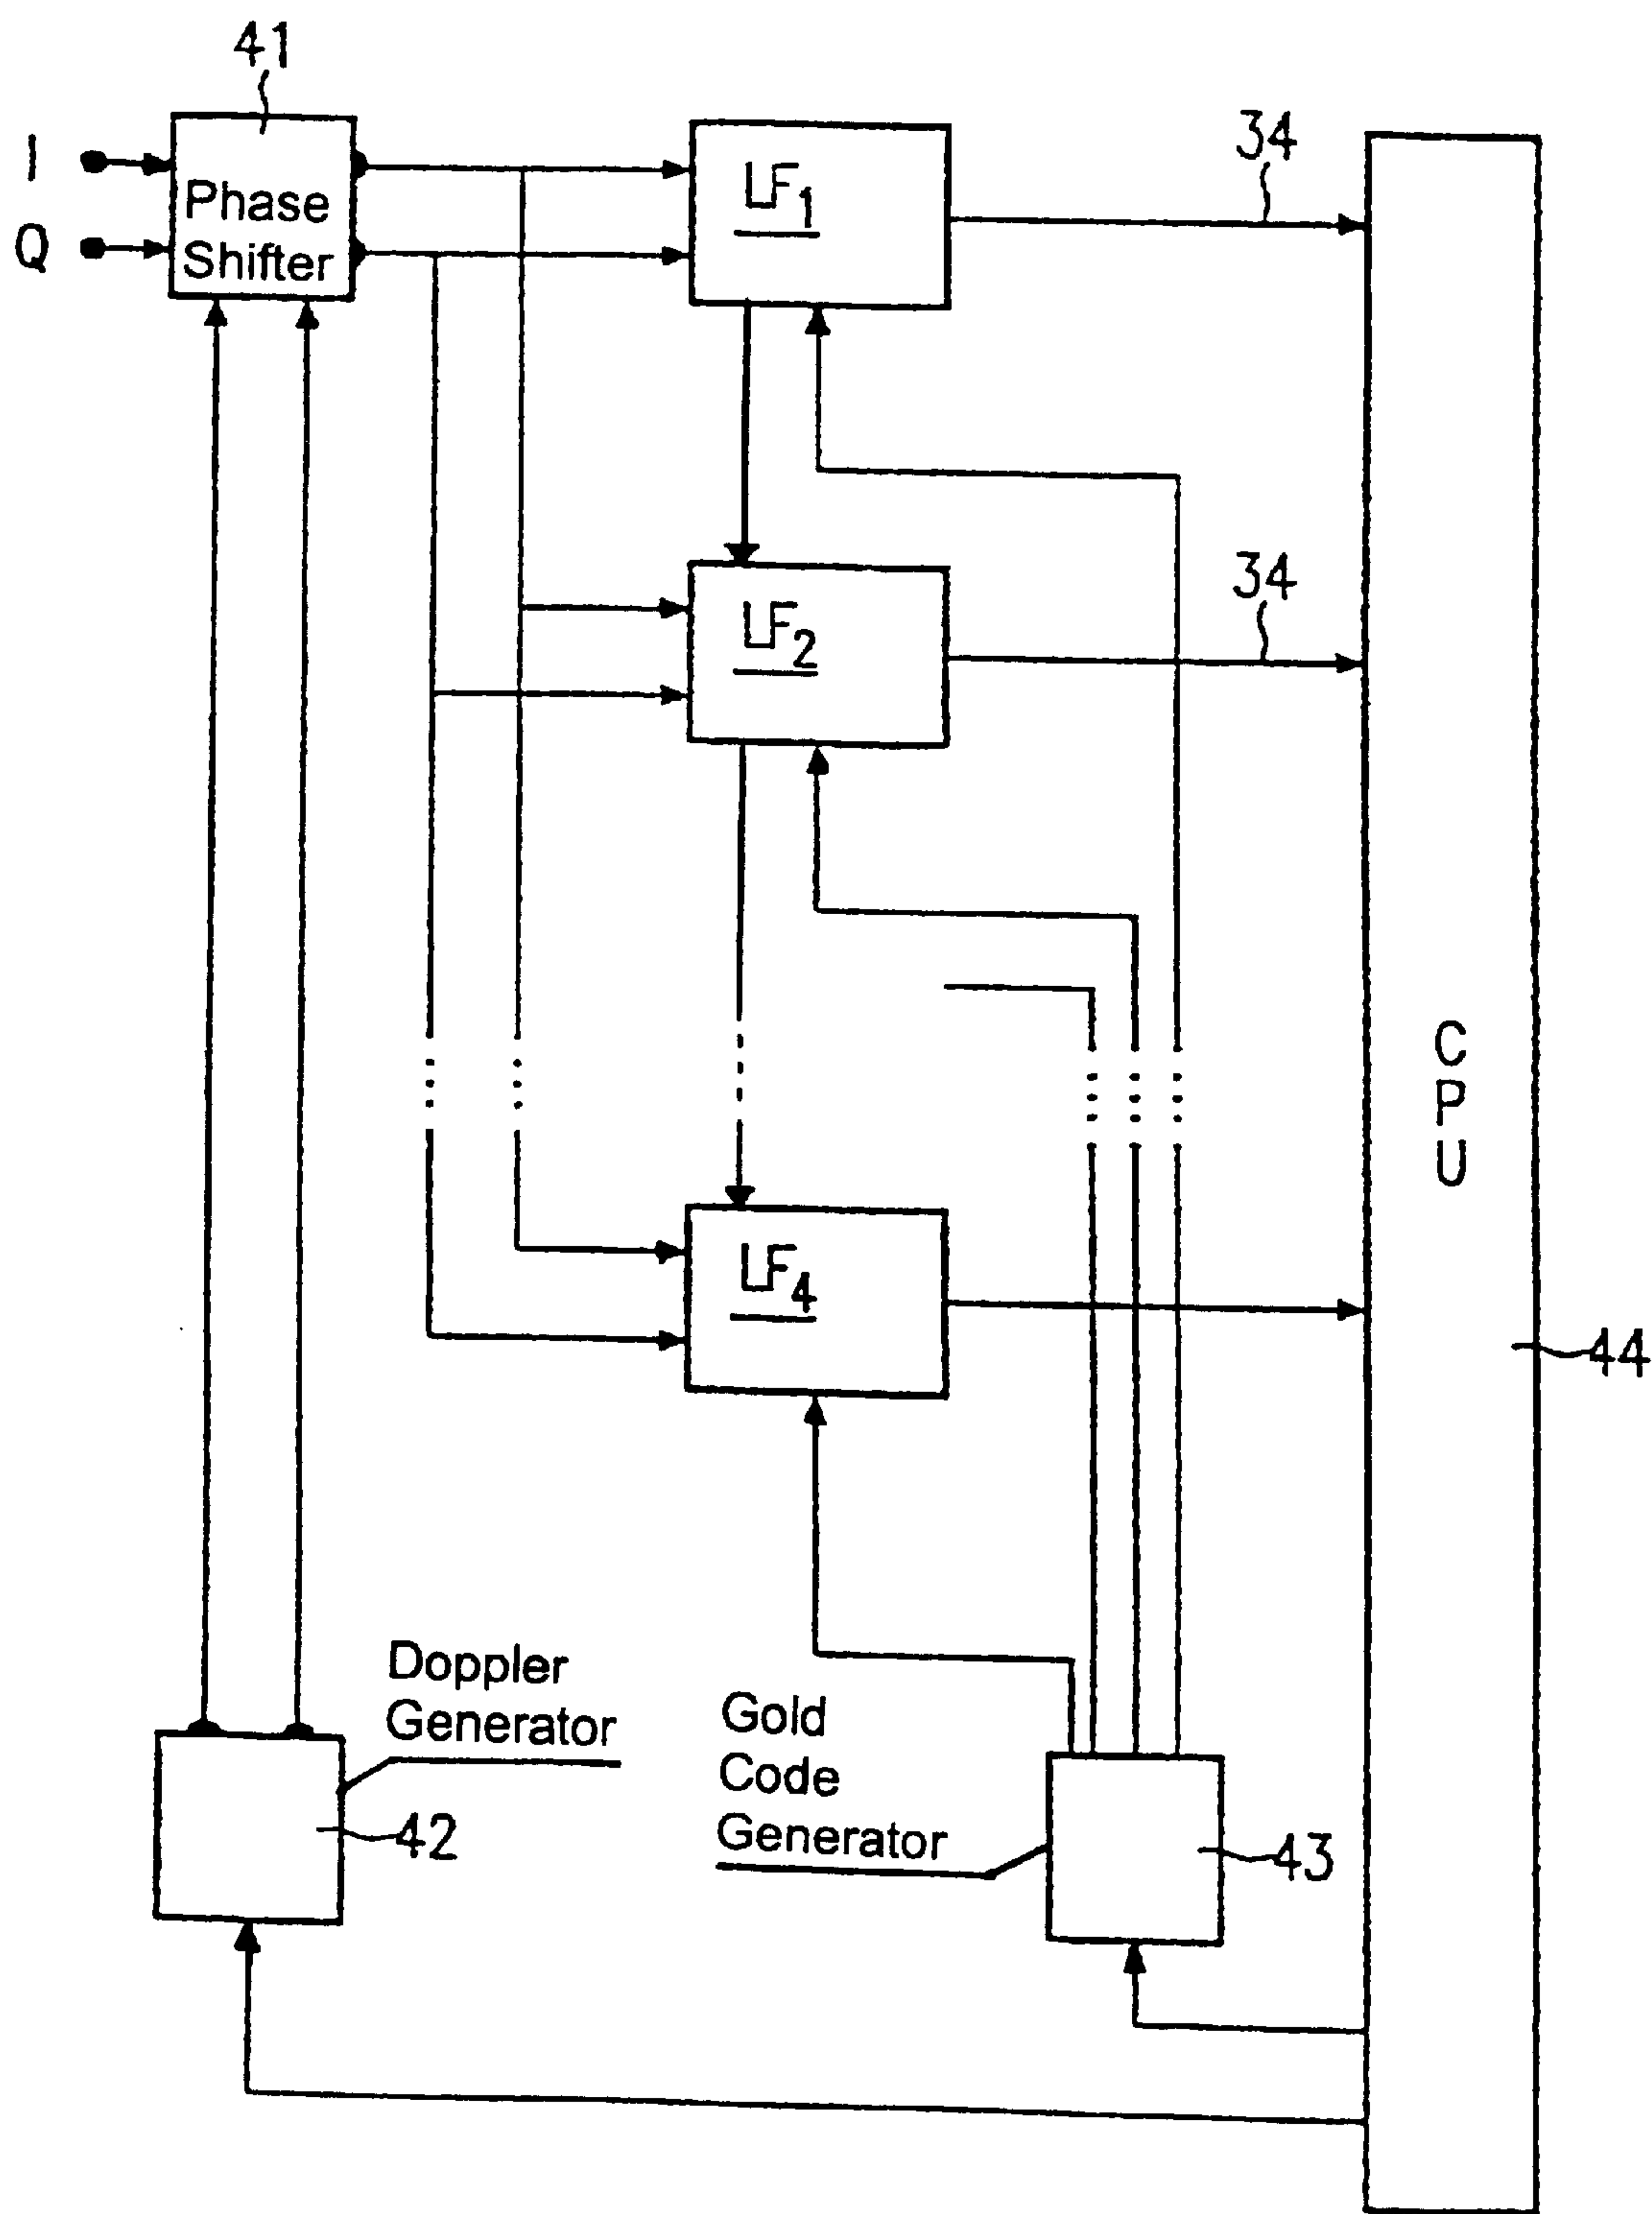 41
I
Q
Phase
Shifter
LF1
34
LF2
34
C
P
U
LF4
44
Doppler
Generator
42
Gold
Code
Generator
43